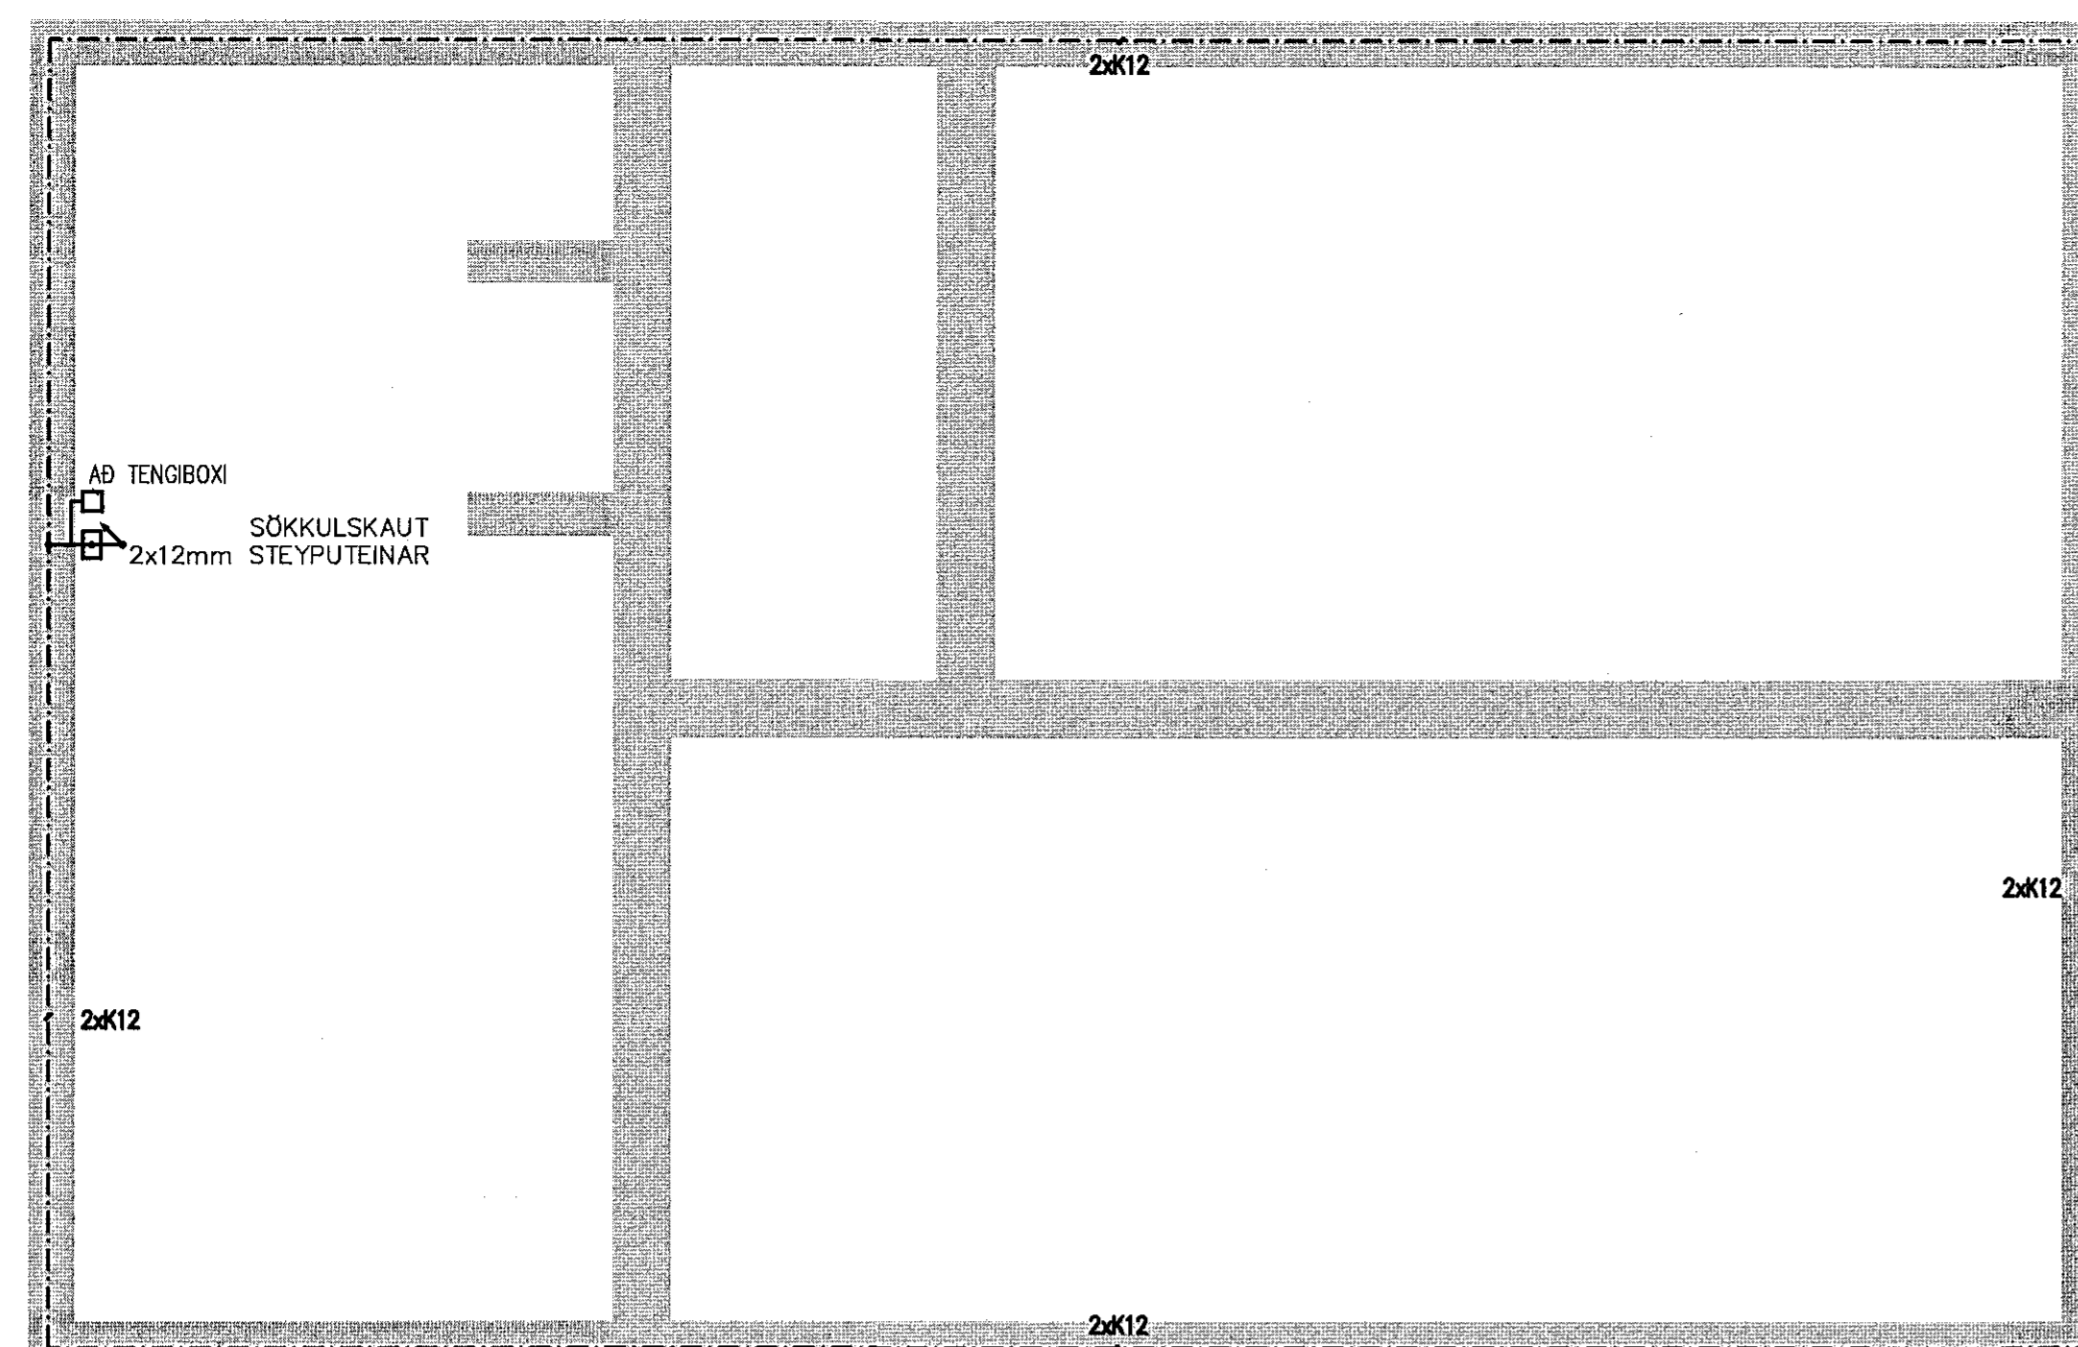 2xK12
AÐ TENGIBOXI
SÖKKULSKAUT
2x12mm STEYPUTEINAR
2xK12
2xK12
2xK12